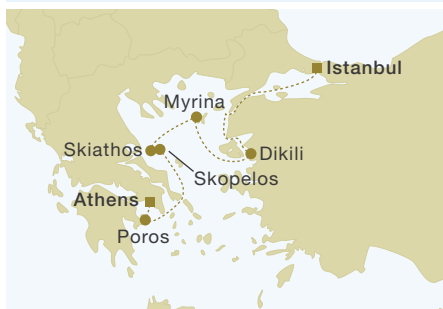 Istanbul
Myrina
Skiathos
Dikili
Skopelos
Athens
Poros